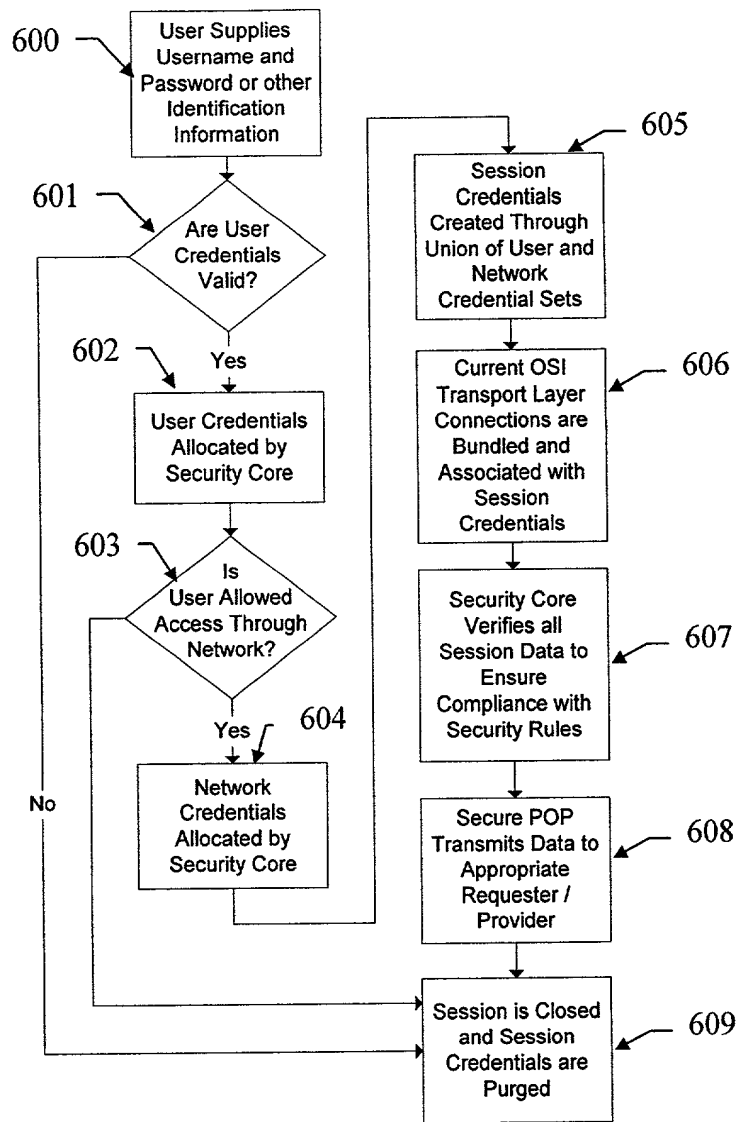 600
User Supplies
Username and
Password or other
Identification
Information
601
Are User
Credentials
Valid?
Yes
602
User Credentials
Allocated by
Security Core
603
Is
User Allowed
Access Through
Network?
Yes
604
Network
Credentials
Allocated by
Security Core
No
605
Session
Credentials
Created Through
Union of User and
Network
Credential Sets
606
Current OSI
Transport Layer
Connections are
Bundled and
Associated with
Session
Credentials
607
Security Core
Verifies all
Session Data to
Ensure
Compliance with
Security Rules
608
Secure POP
Transmits Data to
Appropriate
Requester /
Provider
609
Session is Closed
and Session
Credentials are
Purged